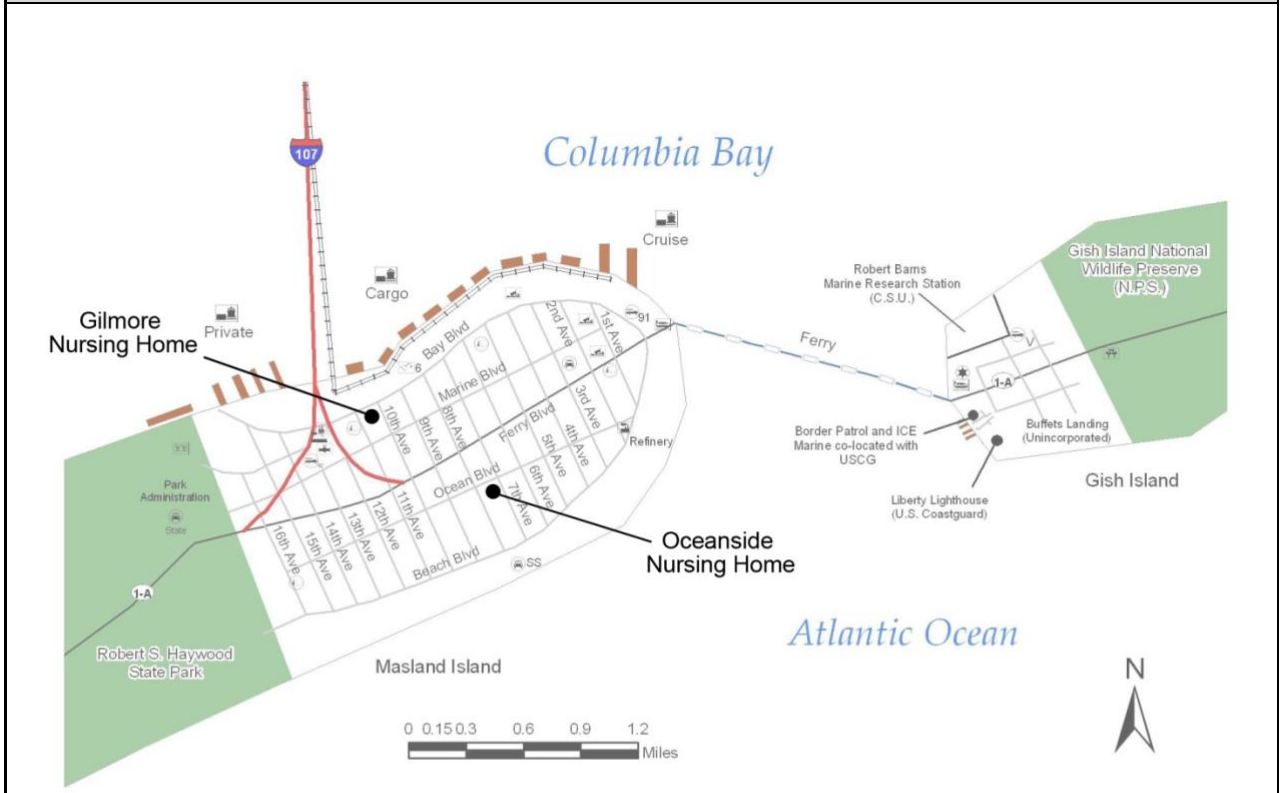 107
Columbia Bay
Cruise
Cargo
Private
Gilmore
Nursing Home
Gish Island National
Wildlife Preserve
(N.P.S.)
Robert Barns
Marine Research Station
(C.S.U.)
Ferry
V
1-A
91
6
Bay Blvd
Marine Blvd
Ferry Blvd
Ocean Blvd
Beach Blvd
1st Ave
2nd Ave
3rd Ave
4th Ave
5th Ave
6th Ave
7th Ave
8th Ave
9th Ave
10th Ave
11th Ave
12th Ave
13th Ave
14th Ave
15th Ave
16th Ave
Refinery
Border Patrol and ICE
Marine co-located with
USCG
Buffets Landing
(Unincorporated)
Gish Island
Liberty Lighthouse
(U.S. Coastguard)
Park
Administration
State
Oceanside
Nursing Home
SS
1-A
Robert S. Haywood
State Park
Masland Island
Atlantic Ocean
N
0 0.15 0.3 0.6 0.9 1.2
Miles